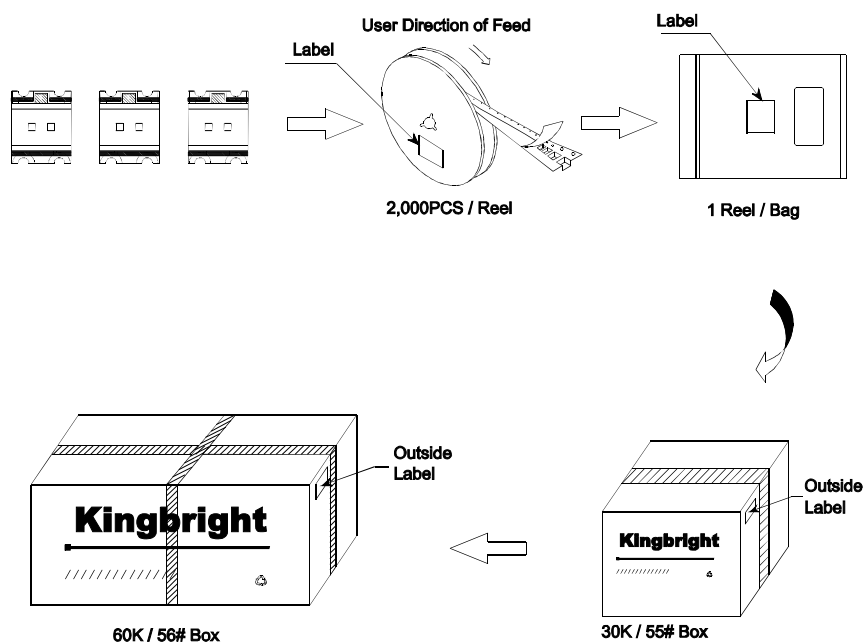 User Direction of Feed
Label
2,000PCS / Reel
Label
1 Reel / Bag
Outside
Label
Kingbright
60K / 56# Box
Outside
Label
Kingbright
30K / 55# Box